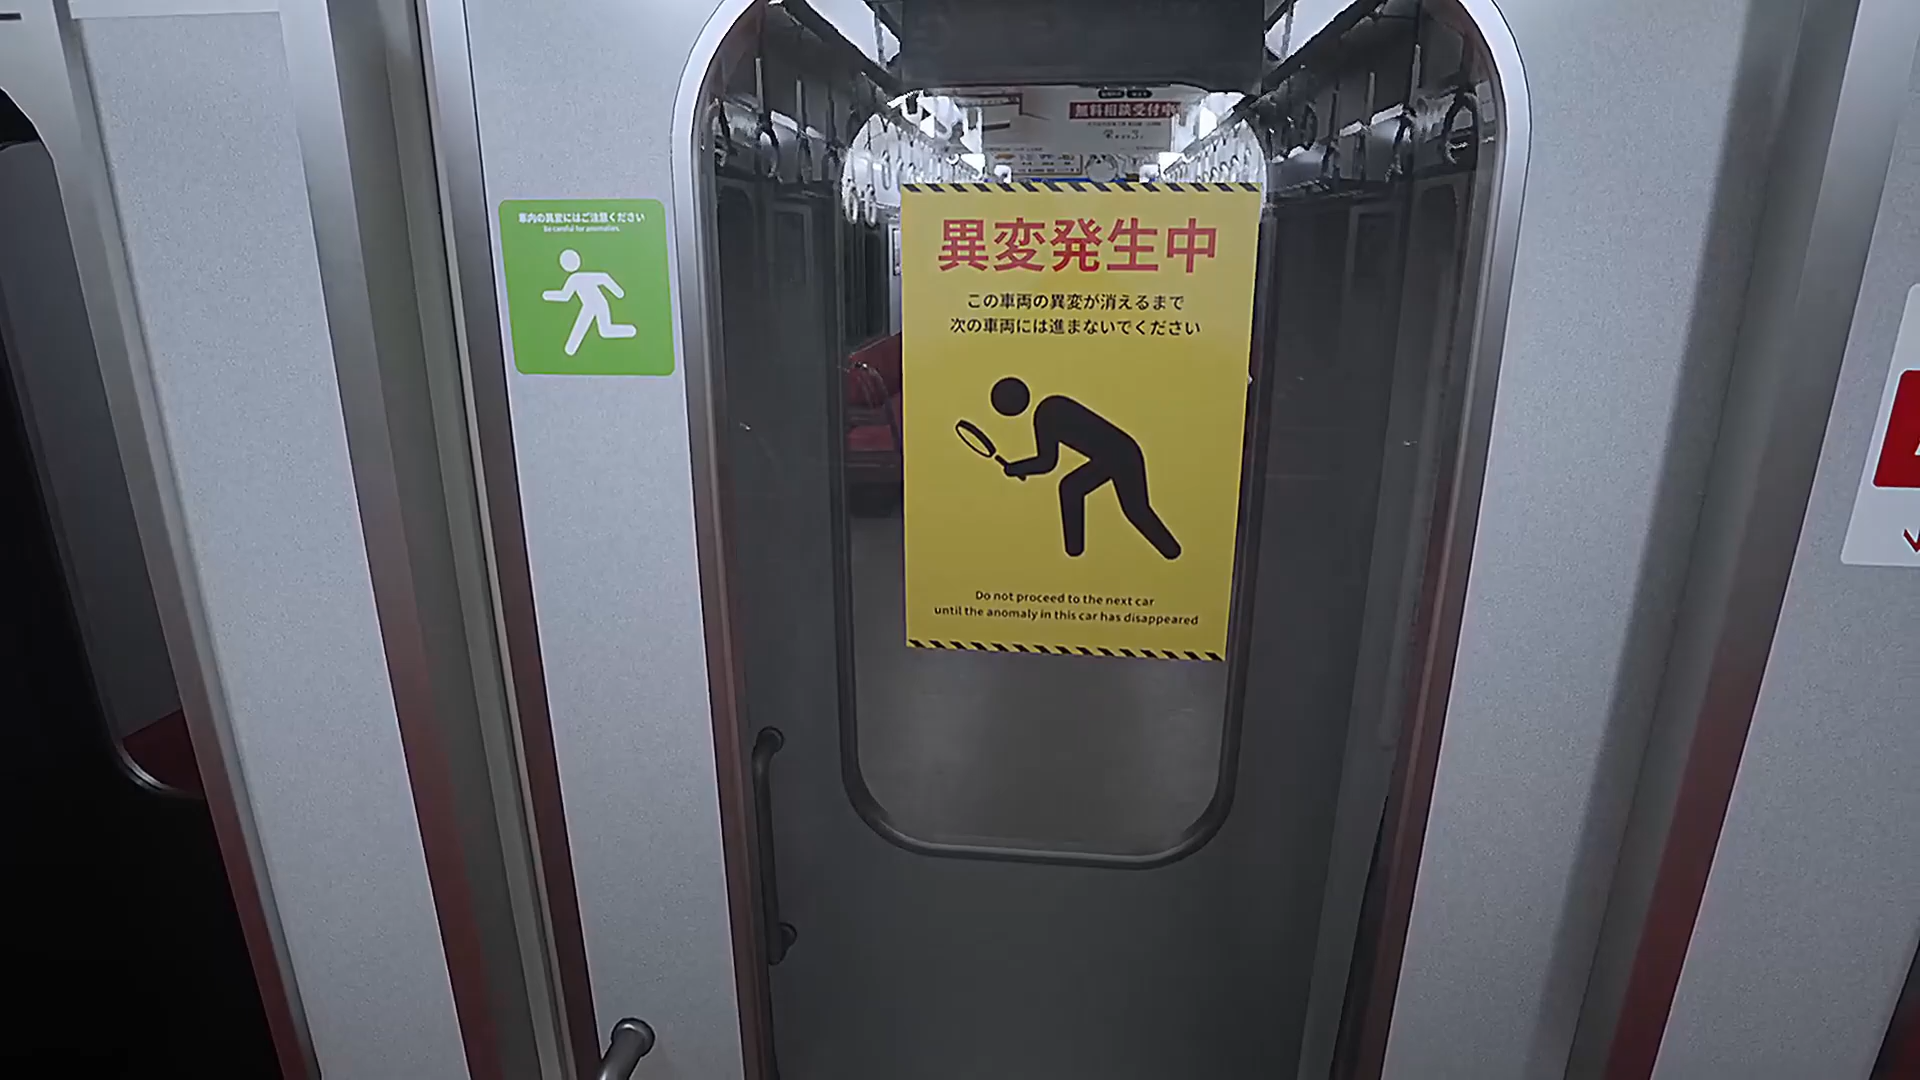 車内の異変にはご注意ください
Be careful for anomalies.
無料相談受付中
異変発生中
この車両の異変が消えるまで
次の車両には進まないでください
Do not proceed to the next car
until the anomaly in this car has disappeared